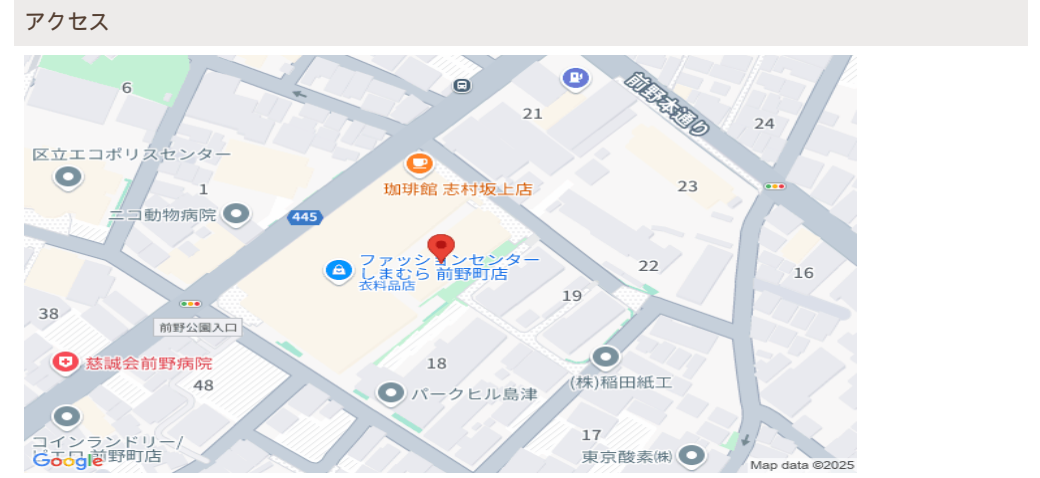 アクセス
6
21
前野本通り
24
区立エコポリスセンター
1
珈琲館 志村坂上店
23
ニコ動物病院
445
ファッションセンター
しまむら 前野町店
衣料品店
22
16
19
38
前野公園入口
慈誠会前野病院
18
48
パークヒル島津
(株)稲田紙工
コインランドリー/
ピエロ 前野町店
17
東京酸素㈱
Google
Map data ©2025